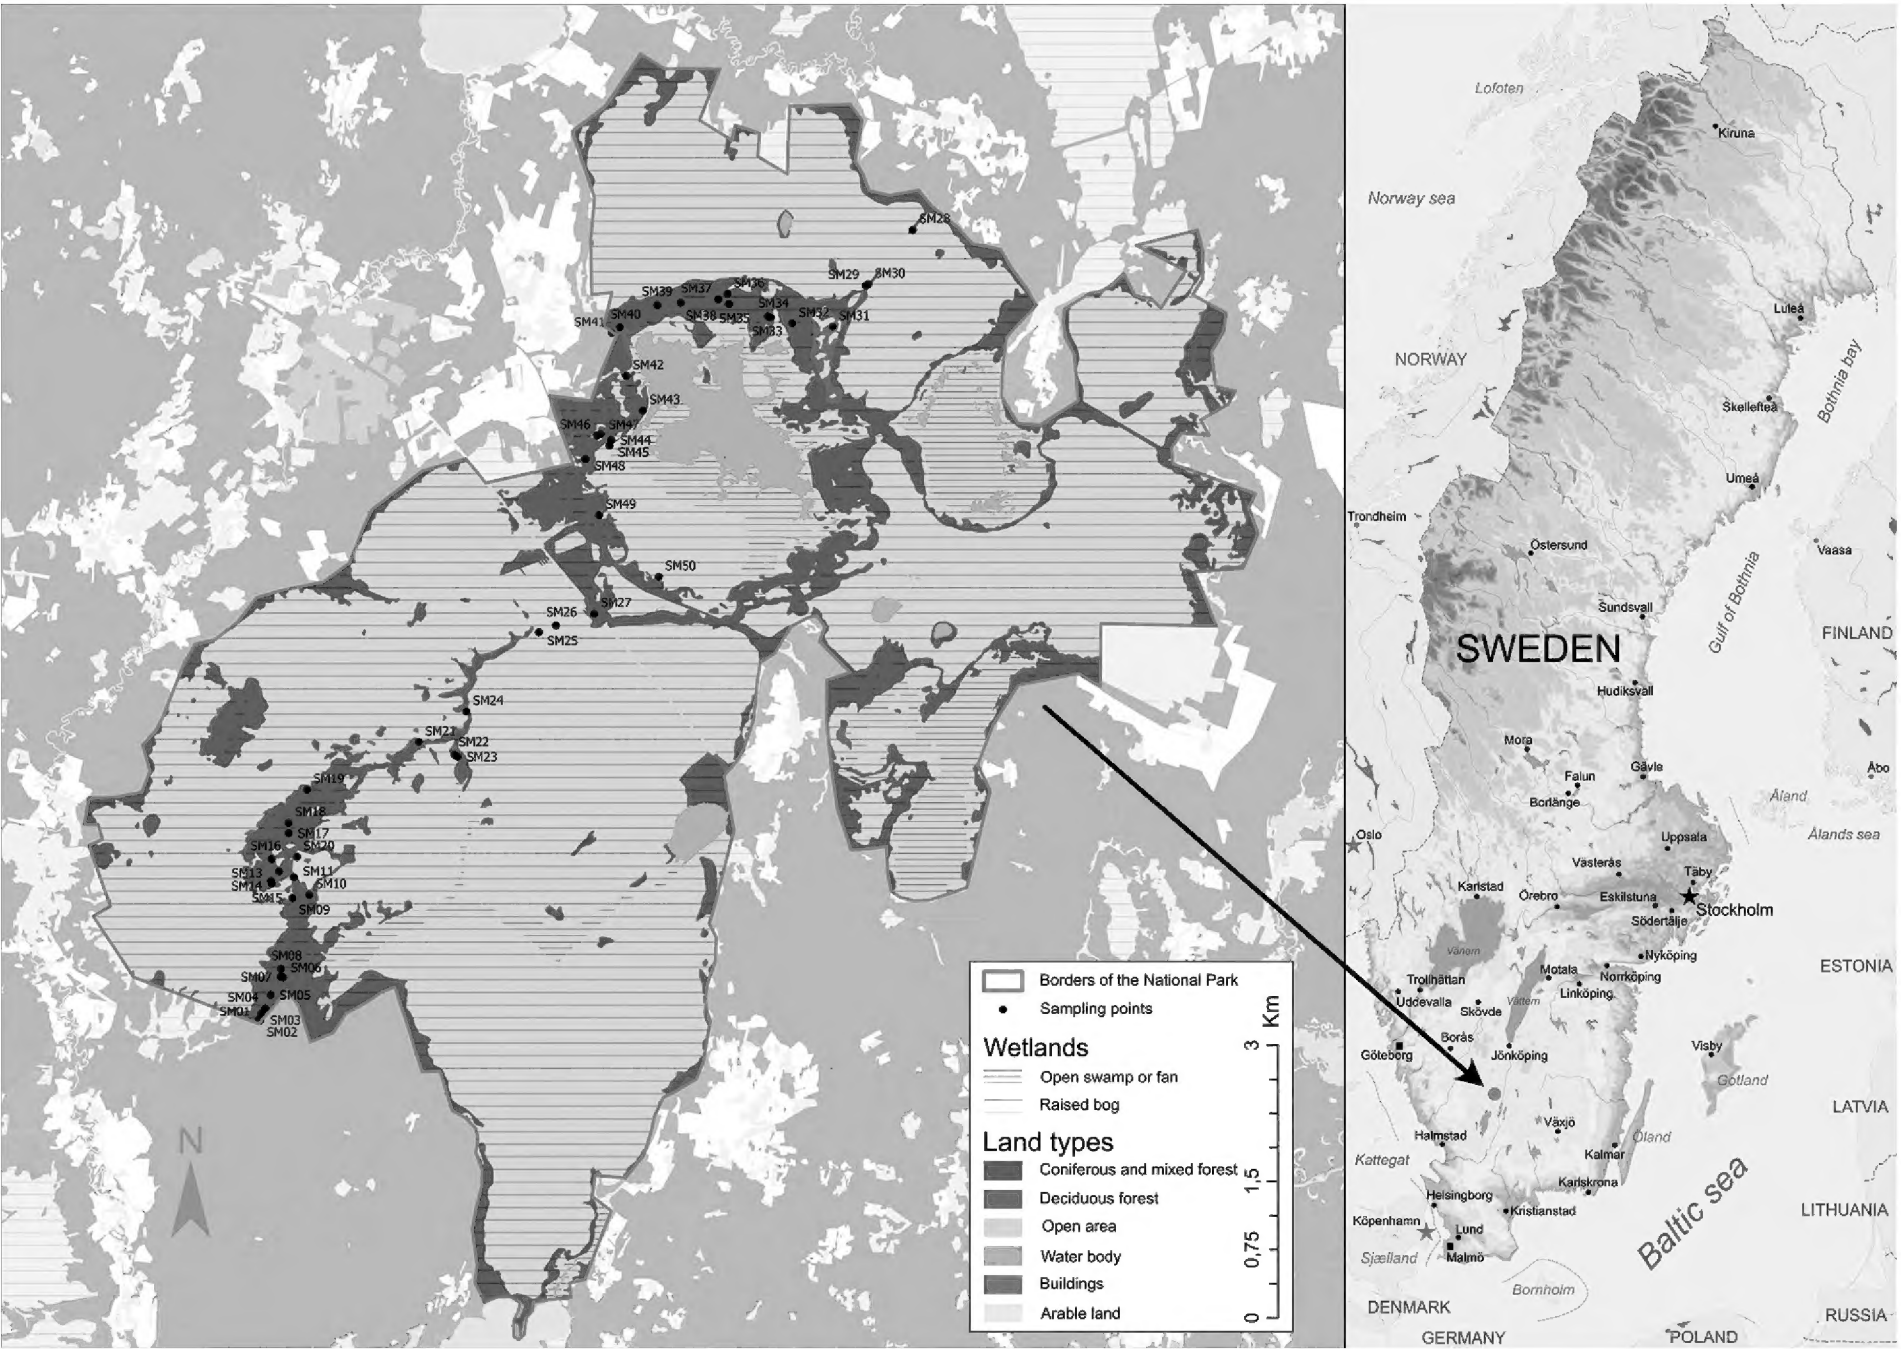 SM28
SM29
SM30
SM36
SM39
SM37
SM34
SM40
SM38
SM35
SM32
SM31
SM41
SM33
SM42
SM43
SM46
SM47
SM44
SM45
SM48
SM49
SM50
SM27
SM26
SM25
SM24
SM21
SM22
SM23
SM19
SM18
SM17
SM16
SM20
SM13
SM11
SM14
SM10
SM15
SM09
SM08
SM06
SM07
SM04
SM05
SM01
SM03
SM02
N
Borders of the National Park
Sampling points
Wetlands
Open swamp or fan
Raised bog
Land types
Coniferous and mixed forest
Deciduous forest
Open area
Water body
Buildings
Arable land
Km
3
1,5
0,75
0
Lofoten
Kiruna
Norway sea
Luleå
NORWAY
Bothnia bay
Skellefteå
Umeå
Trondheim
Östersund
Vaasa
Gulf of Bothnia
Sundsvall
FINLAND
SWEDEN
Hudiksvall
Mora
Gävle
Åbo
Falun
Borlänge
Åland
Ålands sea
Oslo
Uppsala
Västerås
Täby
Karlstad
Örebro
Eskilstuna
Stockholm
Södertälje
Vänern
Nyköping
Motala
Norrköping
ESTONIA
Trollhättan
Linköping
Uddevalla
Skövde
Vättern
Borås
Göteborg
Jönköping
Visby
Gotland
LATVIA
Växjö
Halmstad
Öland
Kattegat
Kalmar
Karlskrona
Helsingborg
Kristianstad
LITHUANIA
Köpenhamn
Lund
Sjælland
Malmö
Baltic sea
Bornholm
DENMARK
RUSSIA
GERMANY
POLAND